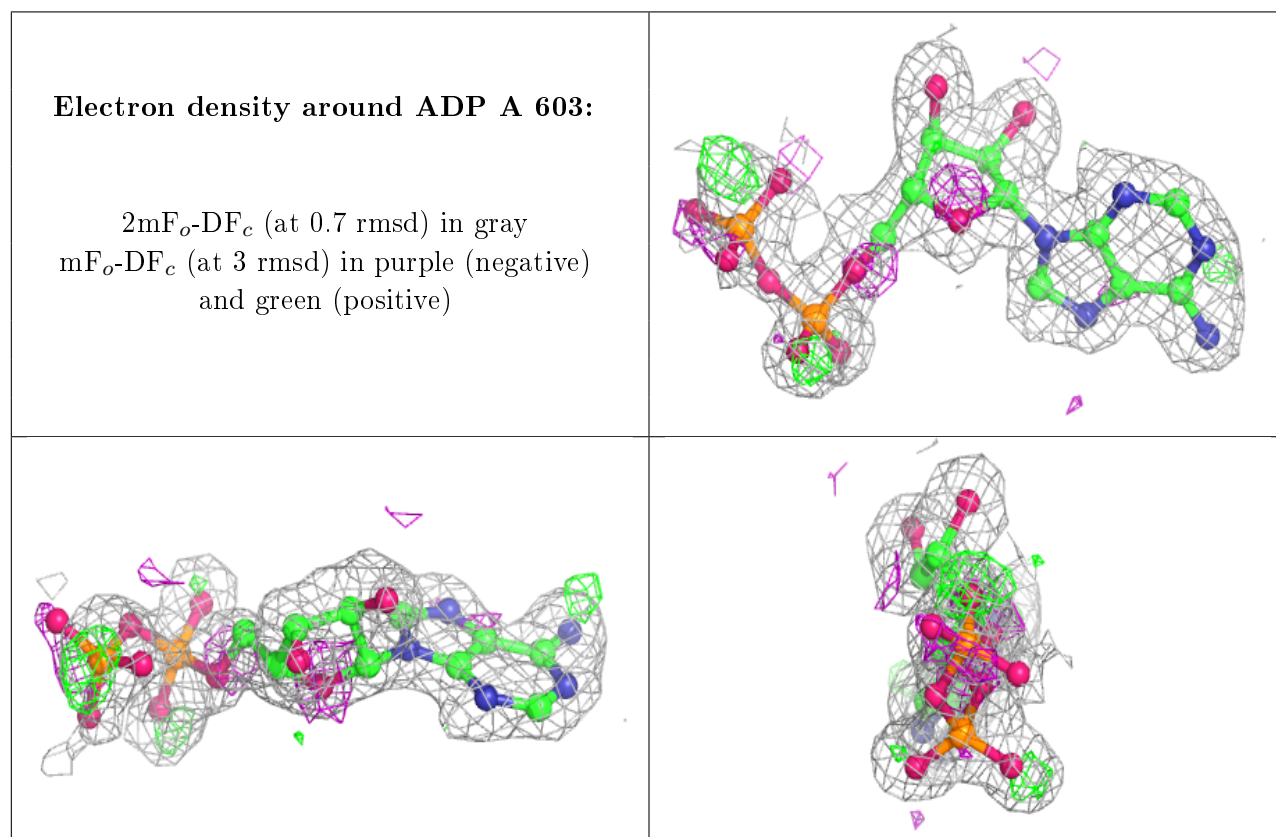 Electron density around ADP A 603:
2mFo-DFc (at 0.7 rmsd) in gray
mFo-DFc (at 3 rmsd) in purple (negative)
and green (positive)